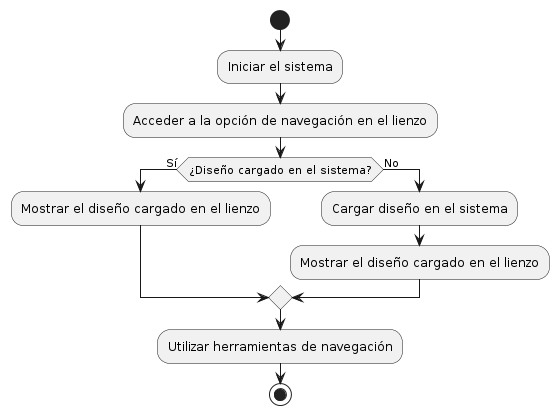 Iniciar el sistema
Acceder a la opción de navegación en el lienzo
¿Diseño cargado en el sistema?
Sí
No
Mostrar el diseño cargado en el lienzo
Cargar diseño en el sistema
Mostrar el diseño cargado en el lienzo
Utilizar herramientas de navegación